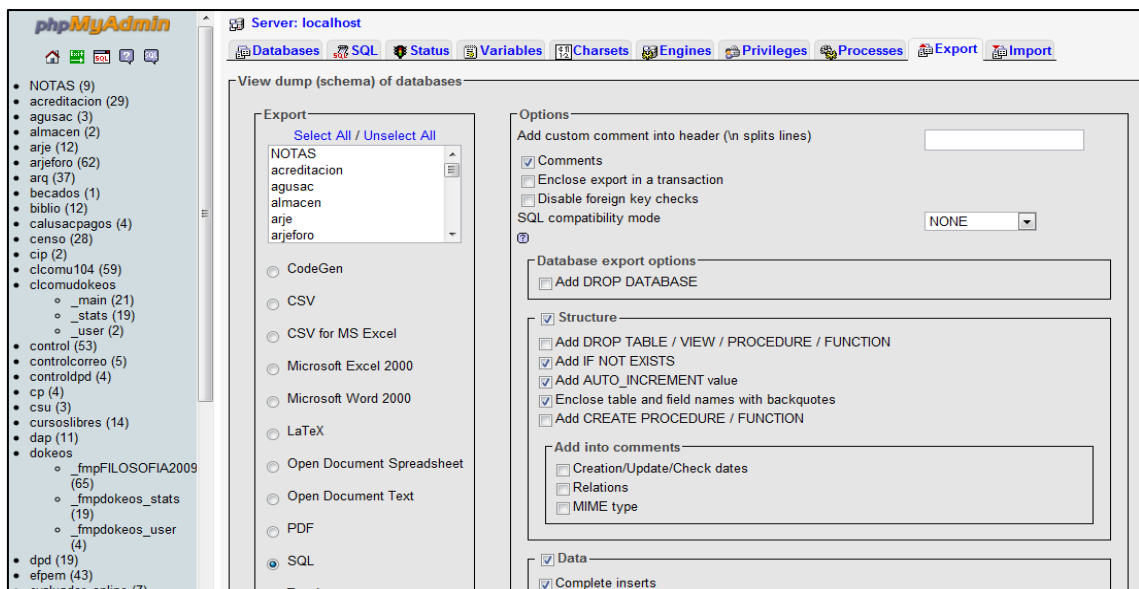 phpMyAdmin
NOTAS (9)
acreditacion (29)
agusac (3)
almacen (2)
arje (12)
arjeforo (62)
arq (37)
becados (1)
biblio (12)
calusacpagos (4)
censo (28)
cip (2)
clcomu104 (59)
clcomudokeos
_main (21)
_stats (19)
_user (2)
control (53)
controlcorreo (5)
controldpd (4)
cp (4)
csu (3)
cursoslibres (14)
dap (11)
dokeos
_fmpFILOSOFIA2009
(65)
_fmpdokeos_stats
(19)
_fmpdokeos_user
(4)
dpd (19)
efpem (43)
Server: localhost
Databases SQL Status Variables Charsets Engines Privileges Processes Export Import
View dump (schema) of databases
Export
Select All / Unselect All
NOTAS
acreditacion
agusac
almacen
arje
arjeforo
CodeGen
CSV
CSV for MS Excel
Microsoft Excel 2000
Microsoft Word 2000
LaTeX
Open Document Spreadsheet
Open Document Text
PDF
SQL
Options
Add custom comment into header (\n splits lines)
Comments
Enclose export in a transaction
Disable foreign key checks
SQL compatibility mode NONE
Database export options
Add DROP DATABASE
Structure
Add DROP TABLE / VIEW / PROCEDURE / FUNCTION
Add IF NOT EXISTS
Add AUTO_INCREMENT value
Enclose table and field names with backquotes
Add CREATE PROCEDURE / FUNCTION
Add into comments
Creation/Update/Check dates
Relations
MIME type
Data
Complete inserts